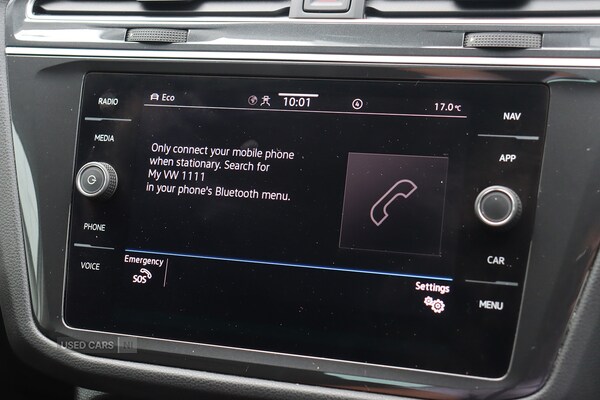 RADIO
MEDIA
PHONE
VOICE
Eco
10:01
17.0°C
Only connect your mobile phone
when stationary. Search for
My VW 1111
in your phone's Bluetooth menu.
Emergency
SOS
Settings
NAV
APP
CAR
MENU
USED CARS NI